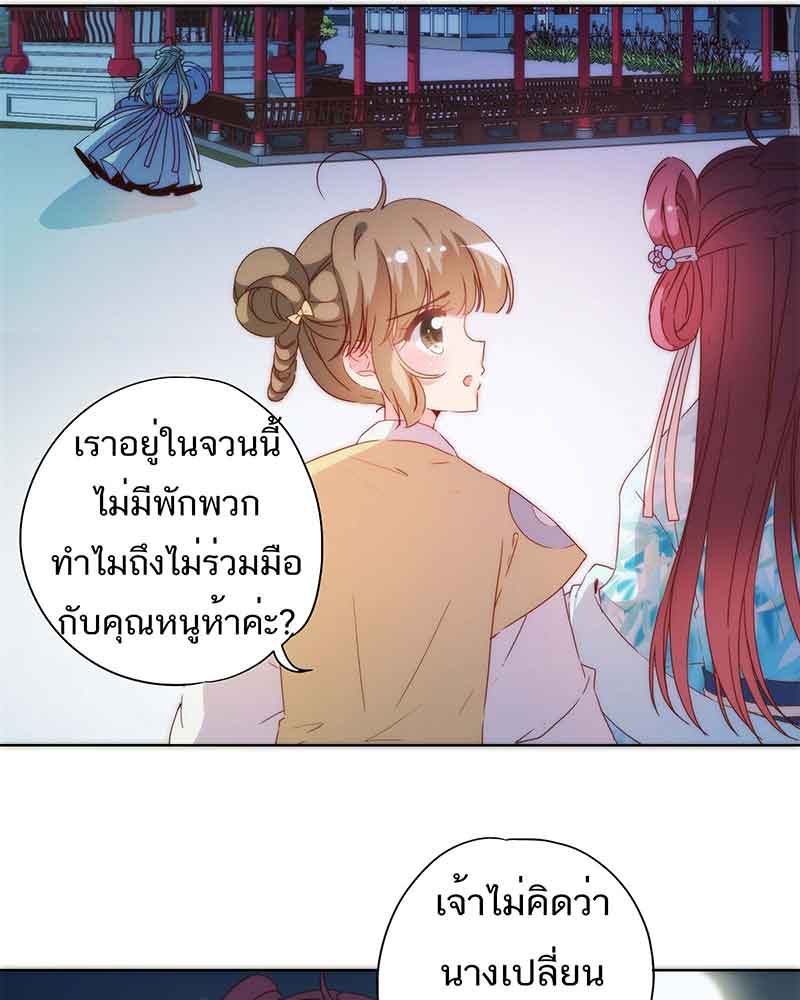 เราอยู่ในจวนนี้
ไม่มีพักพวก
ทำไมถึงไม่ร่วมมือ
กับคุณหนูห้าค่ะ?
เจ้าไม่คิดว่า
นางเปลี่ยน